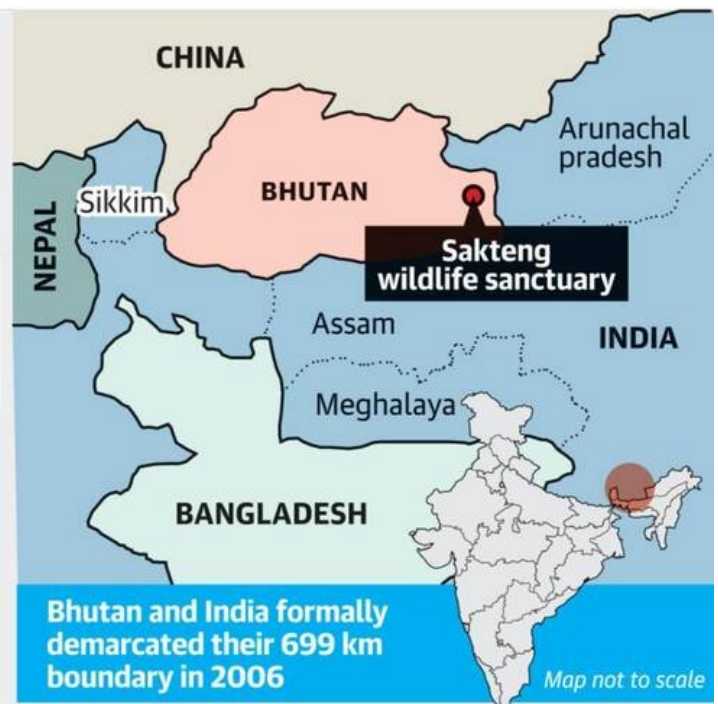 CHINA
Arunachal
pradesh
BHUTAN
Sikkim
NEPAL
Sakteng
wildlife sanctuary
Assam
INDIA
Meghalaya
BANGLADESH
Bhutan and India formally
demarcated their 699 km
boundary in 2006
Map not to scale